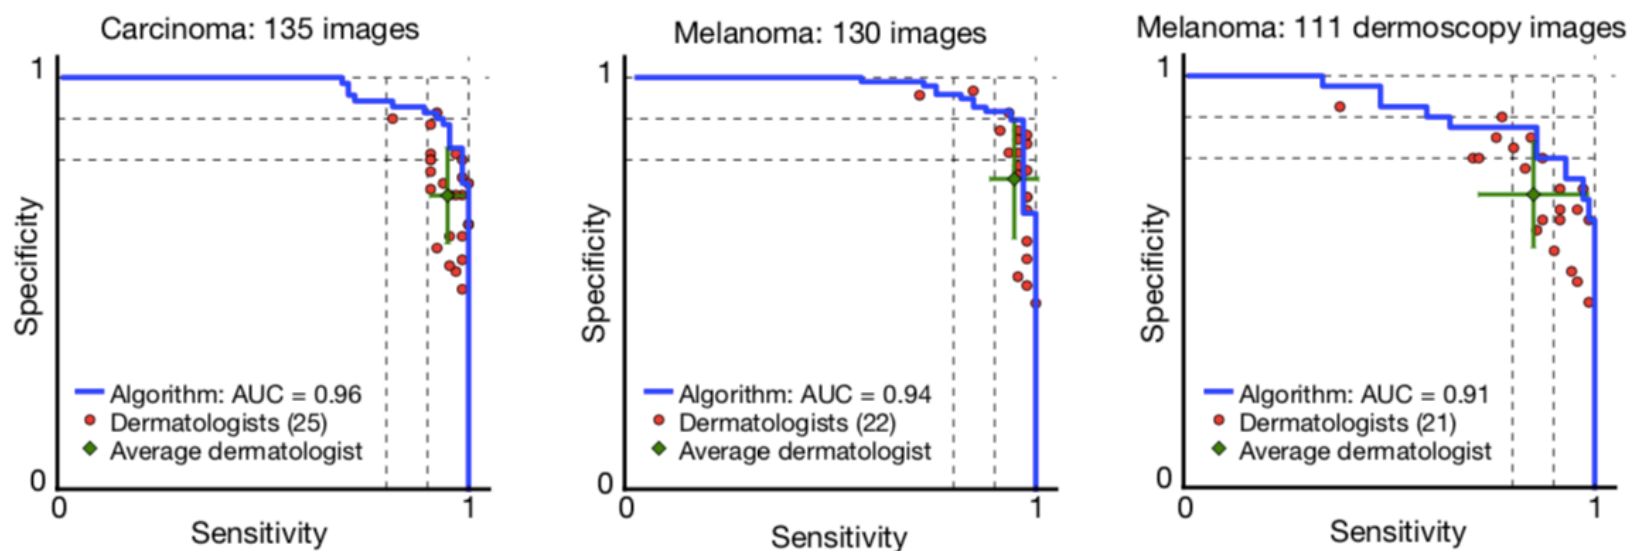 Carcinoma: 135 images
1
Specificity
Algorithm: AUC = 0.96
Dermatologists (25)
Average dermatologist
0
0 1
Sensitivity
Melanoma: 130 images
1
Specificity
Algorithm: AUC = 0.94
Dermatologists (22)
Average dermatologist
0
0 1
Sensitivity
Melanoma: 111 dermoscopy images
1
Specificity
Algorithm: AUC = 0.91
Dermatologists (21)
Average dermatologist
0
0 1
Sensitivity